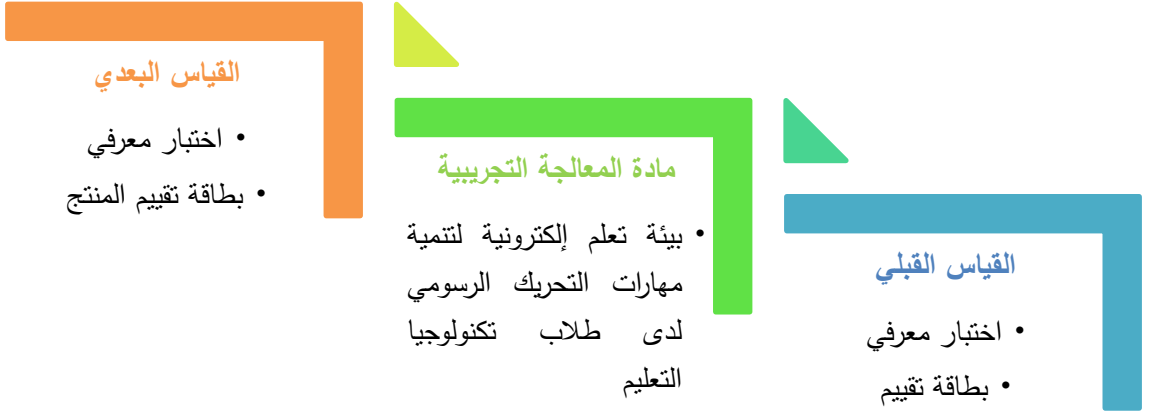 القياس القبلي
• اختبار معرفي
• بطاقة تقييم
مادة المعالجة التجريبية
• بيئة تعلم إلكترونية لتنمية
مهارات التحريك الرسومي
لدى طلاب تكنولوجيا
التعليم
القياس البعدي
• اختبار معرفي
• بطاقة تقييم المنتج